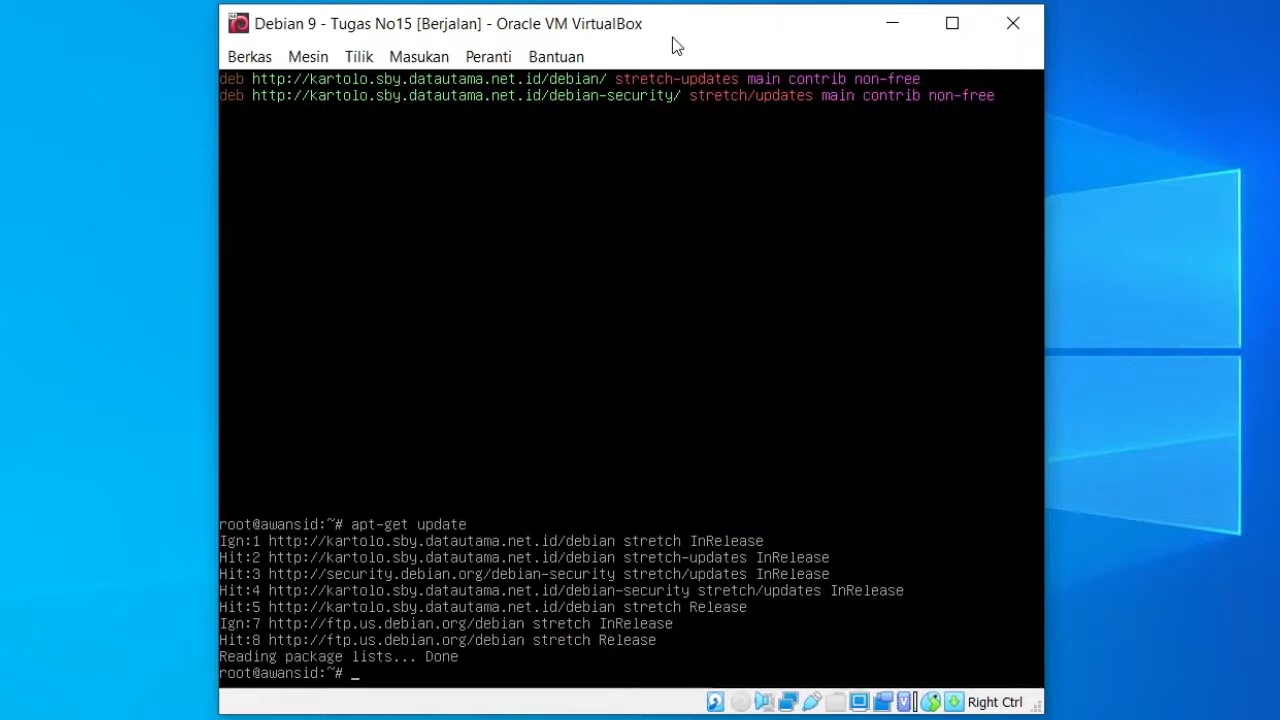 Debian 9 - Tugas No15 [Berjalan] - Oracle VM VirtualBox
Berkas Mesin Tilik Masukan Peranti Bantuan
deb http://kartolo.sby.datautama.net.id/debian/ stretch-updates main contrib non-free
deb http://kartolo.sby.datautama.net.id/debian-security/ stretch/updates main contrib non-free
root@awansid:~# apt-get update
Ign:1 http://kartolo.sby.datautama.net.id/debian stretch InRelease
Hit:2 http://kartolo.sby.datautama.net.id/debian stretch-updates InRelease
Hit:3 http://security.debian.org/debian-security stretch/updates InRelease
Hit:4 http://kartolo.sby.datautama.net.id/debian-security stretch/updates InRelease
Hit:5 http://kartolo.sby.datautama.net.id/debian stretch Release
Ign:7 http://ftp.us.debian.org/debian stretch InRelease
Hit:8 http://ftp.us.debian.org/debian stretch Release
Reading package lists... Done
root@awansid:~# _
Right Ctrl